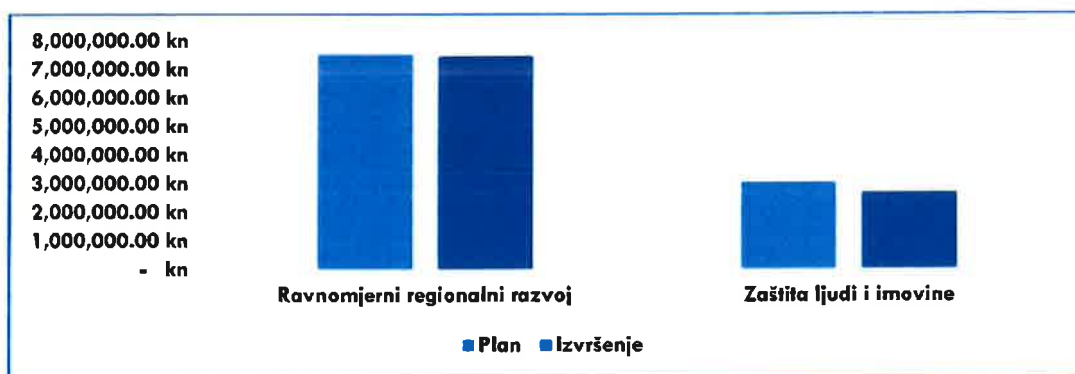 8,000,000.00 kn
7,000,000.00 kn
6,000,000.00 kn
5,000,000.00 kn
4,000,000.00 kn
3,000,000.00 kn
2,000,000.00 kn
1,000,000.00 kn
- kn
Ravnomjerni regionalni razvoj Zaštita ljudi i imovine
Plan Izvršenje